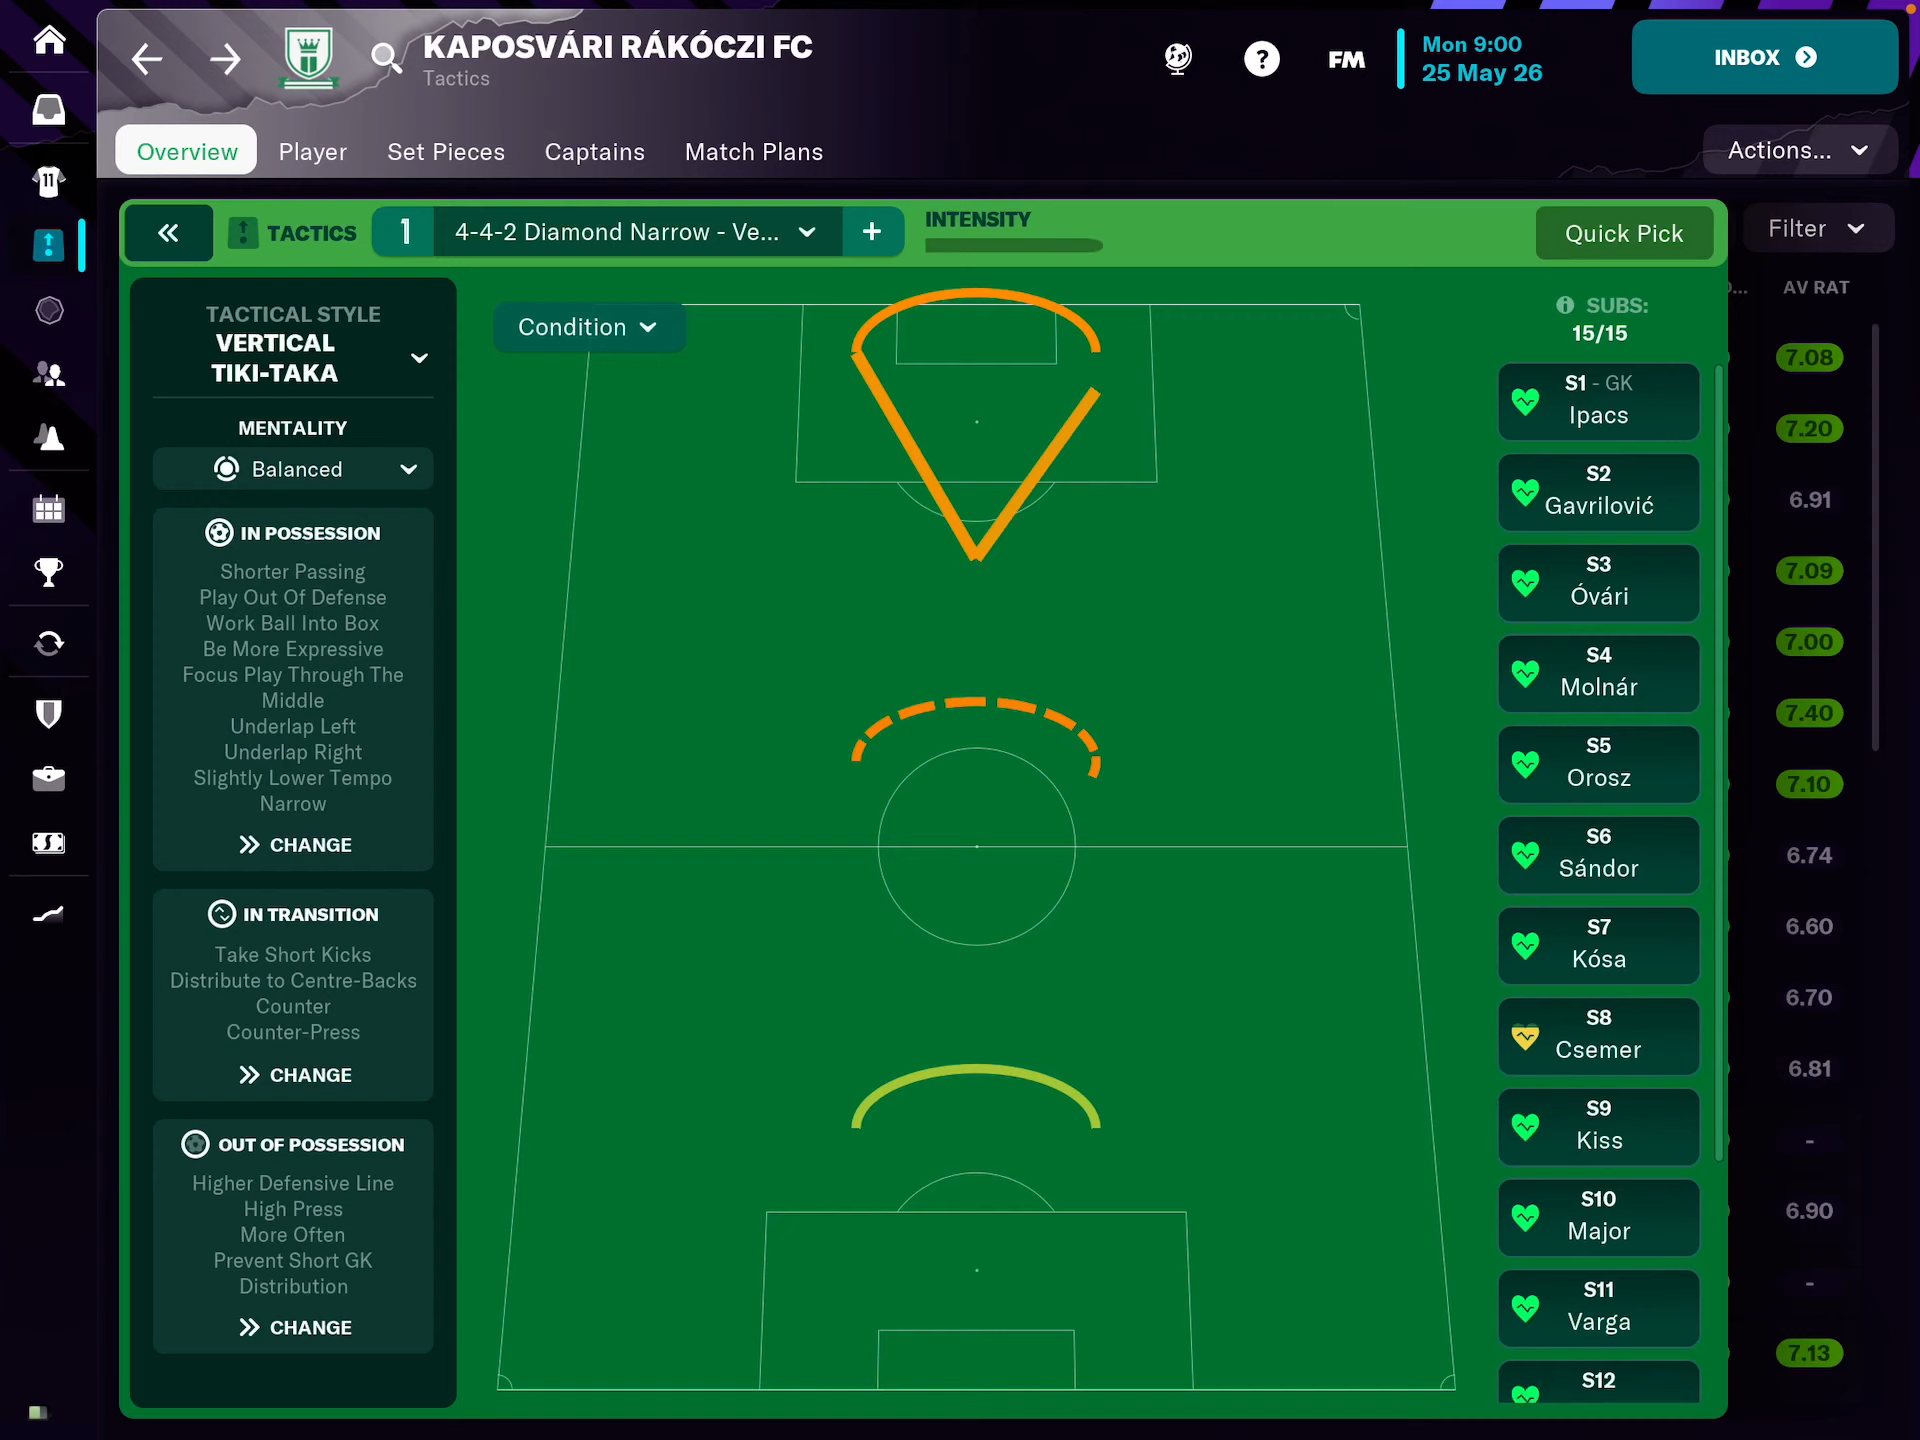 KAPOSVÁRI RÁKÓCZI FC
Tactics
FM
Mon 9:00
25 May 26
INBOX
11
Overview
Player
Set Pieces
Captains
Match Plans
Actions...
TACTICS
1
4-4-2 Diamond Narrow - Ve...
+
INTENSITY
Quick Pick
Filter
TACTICAL STYLE
VERTICAL
TIKI-TAKA
MENTALITY
Balanced
IN POSSESSION
Shorter Passing
Play Out Of Defense
Work Ball Into Box
Be More Expressive
Focus Play Through The
Middle
Underlap Left
Underlap Right
Slightly Lower Tempo
Narrow
CHANGE
IN TRANSITION
Take Short Kicks
Distribute to Centre-Backs
Counter
Counter-Press
CHANGE
OUT OF POSSESSION
Higher Defensive Line
High Press
More Often
Prevent Short GK
Distribution
CHANGE
Condition
SUBS:
15/15
S1 - GK
Ipacs
S2
Gavrilović
S3
Óvári
S4
Molnár
S5
Orosz
S6
Sándor
S7
Kósa
S8
Csemer
S9
Kiss
S10
Major
S11
Varga
S12
AV RAT
7.08
7.20
6.91
7.09
7.00
7.40
7.10
6.74
6.60
6.70
6.81
-
6.90
-
7.13